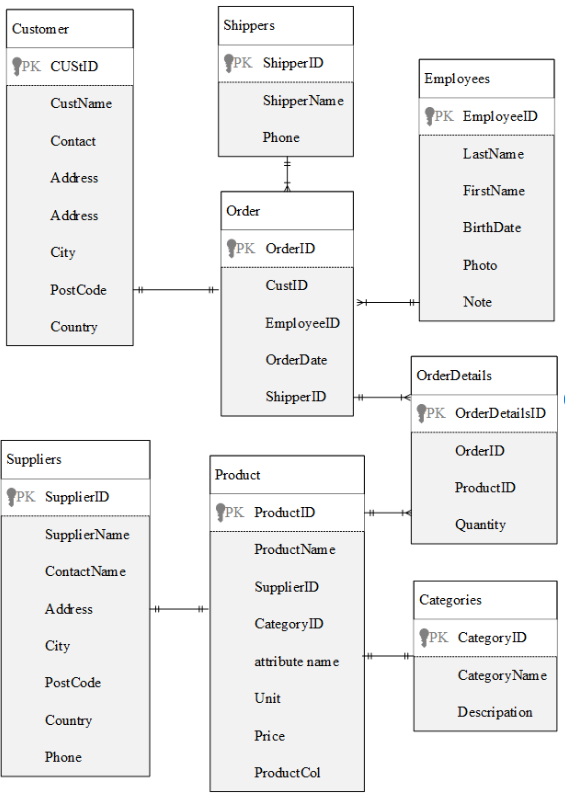 Customer
PK CUStID
CustName
Contact
Address
Address
City
PostCode
Country
Shippers
PK ShipperID
ShipperName
Phone
Employees
PK EmployeeID
LastName
FirstName
BirthDate
Photo
Note
Order
PK OrderID
CustID
EmployeeID
OrderDate
ShipperID
OrderDetails
PK OrderDetailsID
OrderID
ProductID
Quantity
Suppliers
PK SupplierID
SupplierName
ContactName
Address
City
PostCode
Country
Phone
Product
PK ProductID
ProductName
SupplierID
CategoryID
attribute name
Unit
Price
ProductCol
Categories
PK CategoryID
CategoryName
Descripation